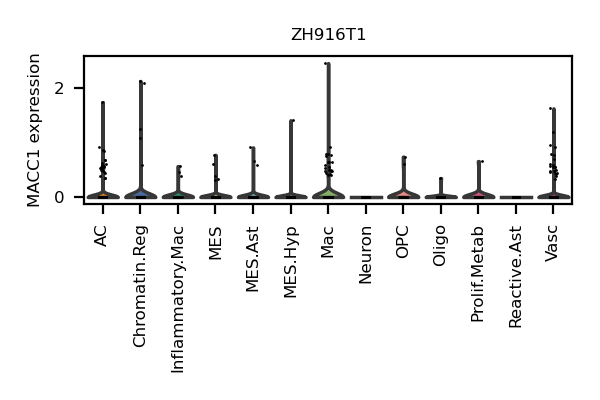 ZH916T1
MACC1 expression
2
0
AC
Chromatin.Reg
Inflammatory.Mac
MES
MES.Ast
MES.Hyp
Mac
Neuron
OPC
Oligo
Prolif.Metab
Reactive.Ast
Vasc